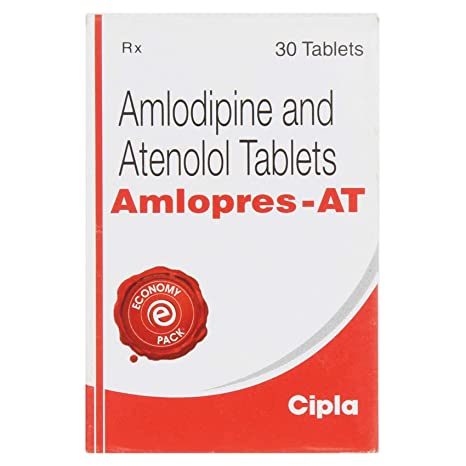 Rx 30 Tablets
Amlodipine and
Atenolol Tablets
Amlopres-AT
ECONOMY
e
PACK
Cipla